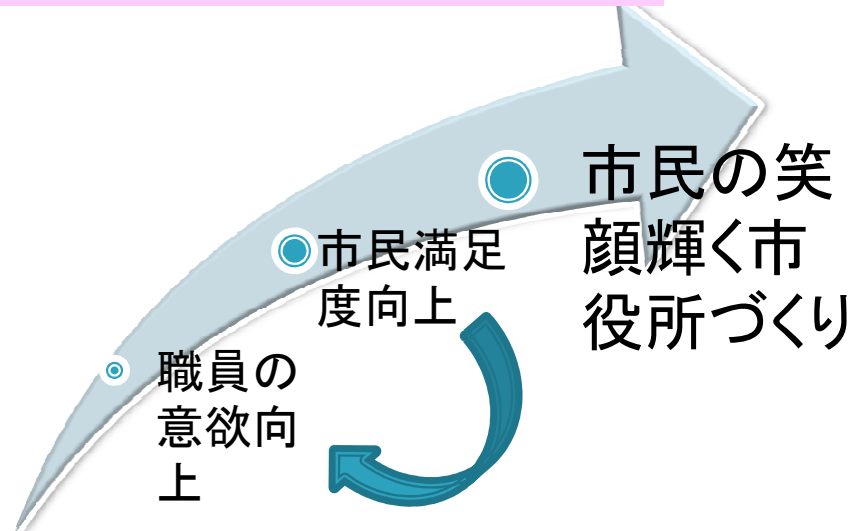 市民の笑
顔輝く市
役所づくり
市民満足
度向上
職員の
意欲向
上